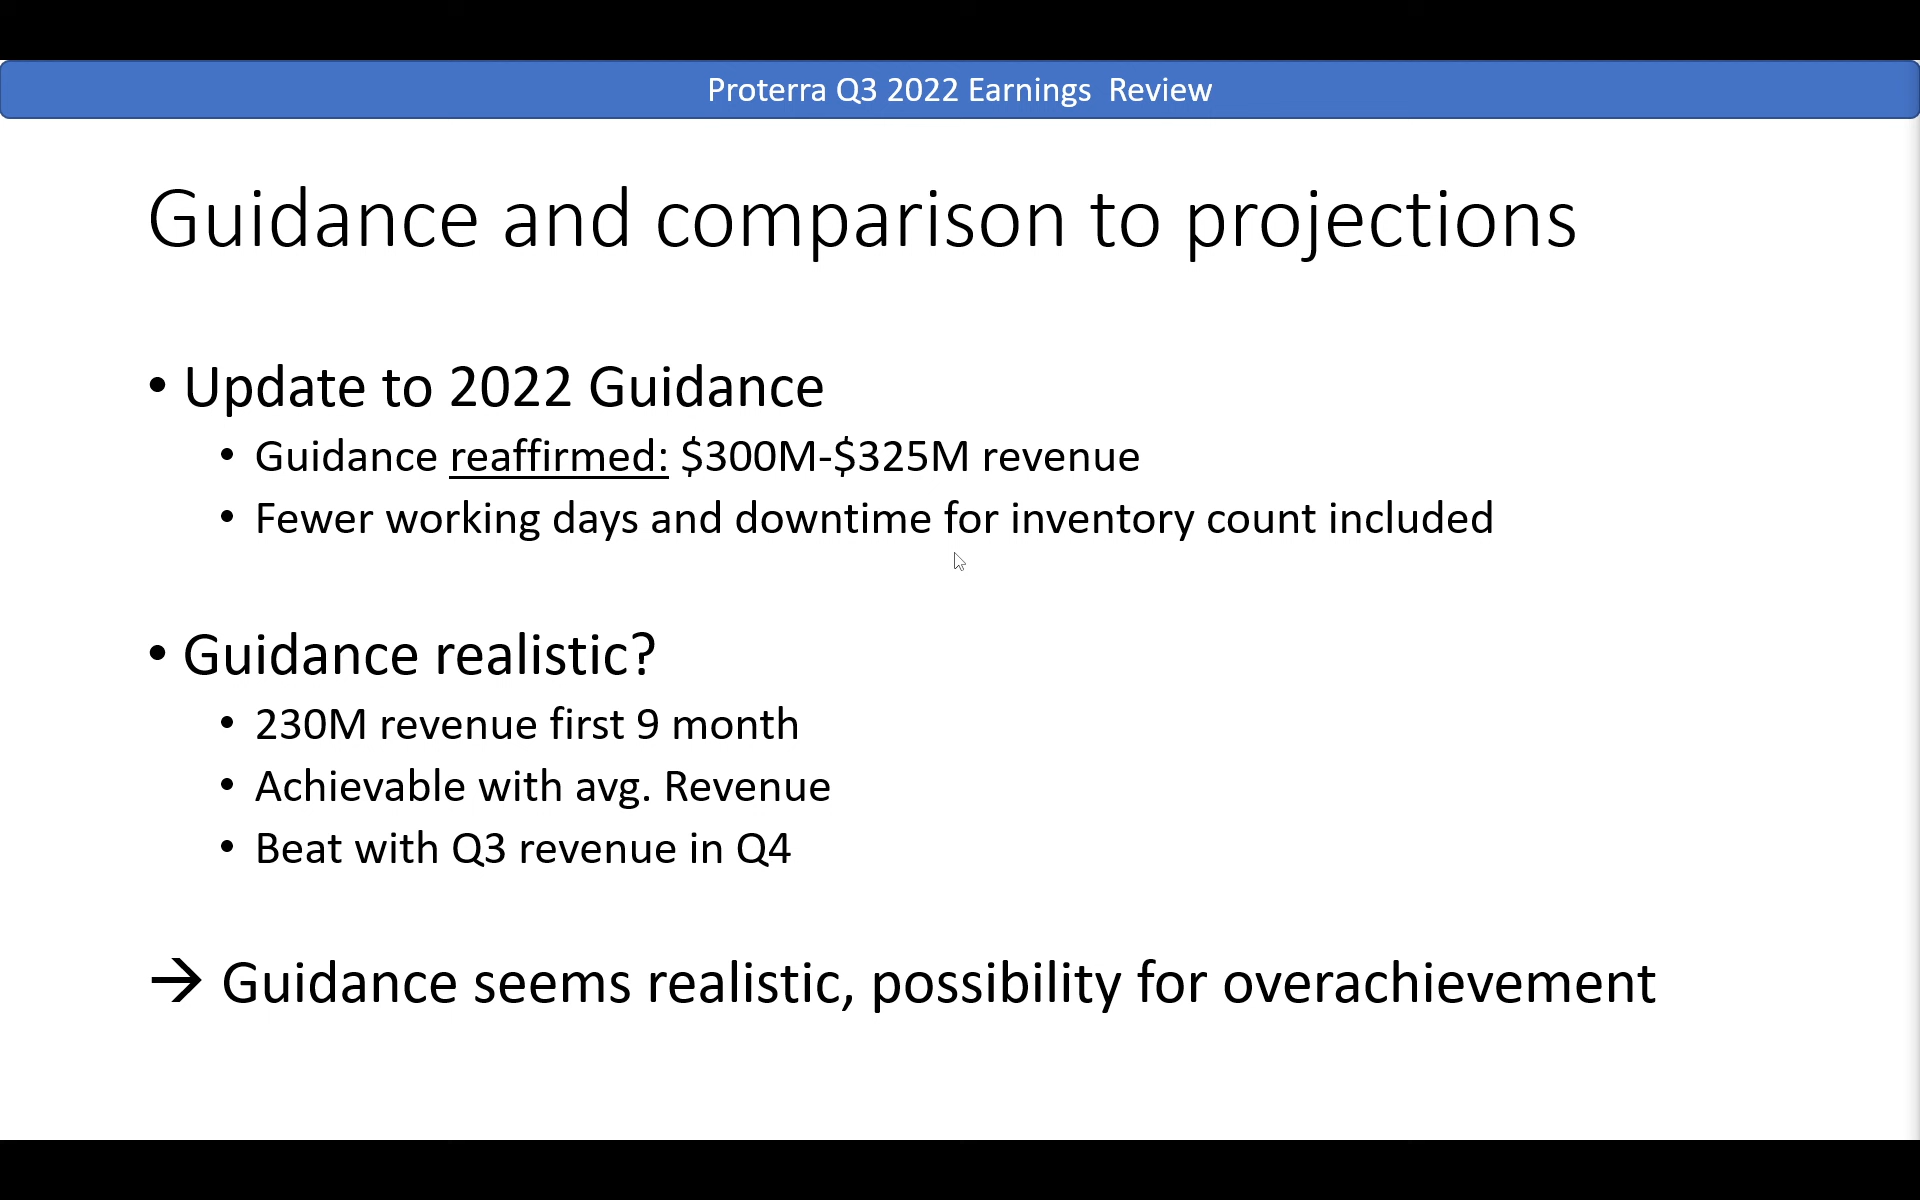 Proterra Q3 2022 Earnings  Review
Guidance and comparison to projections
• Update to 2022 Guidance
• Guidance reaffirmed: $300M-$325M revenue
• Fewer working days and downtime for inventory count included
• Guidance realistic?
• 230M revenue first 9 month
• Achievable with avg. Revenue
• Beat with Q3 revenue in Q4
→ Guidance seems realistic, possibility for overachievement